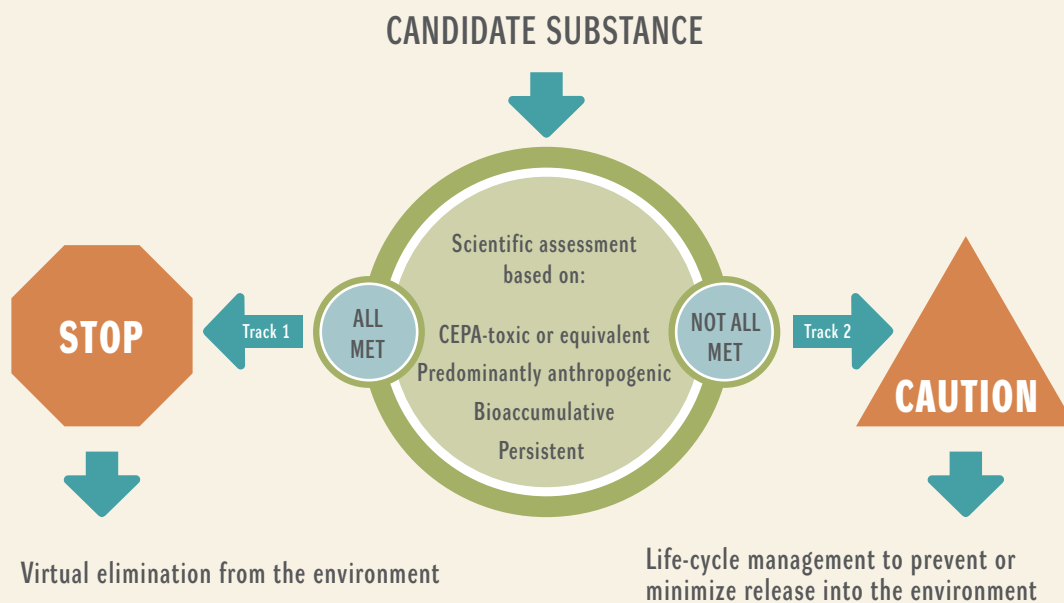 CANDIDATE SUBSTANCE
Scientific assessment
based on:
CEPA-toxic or equivalent
Predominantly anthropogenic
Bioaccumulative
Persistent
ALL
MET
Track 1
STOP
NOT ALL
MET
Track 2
CAUTION
Virtual elimination from the environment
Life-cycle management to prevent or
minimize release into the environment